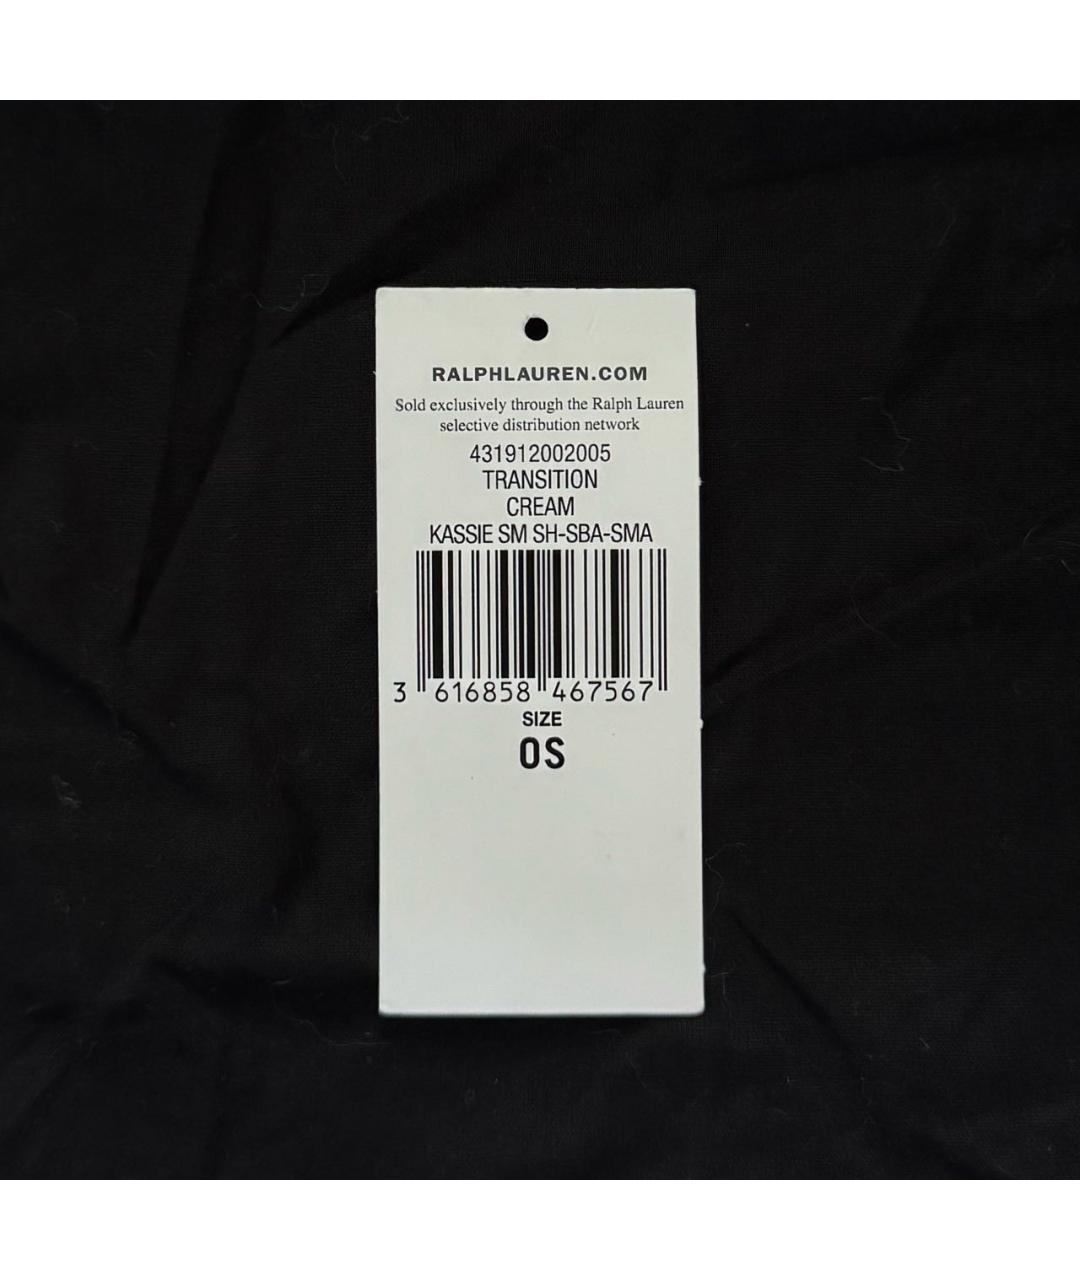 RALPHLAUREN.COM
Sold exclusively through the Ralph Lauren
selective distribution network
431912002005
TRANSITION
CREAM
KASSIE SM SH-SBA-SMA
3 616858 467567
SIZE
OS